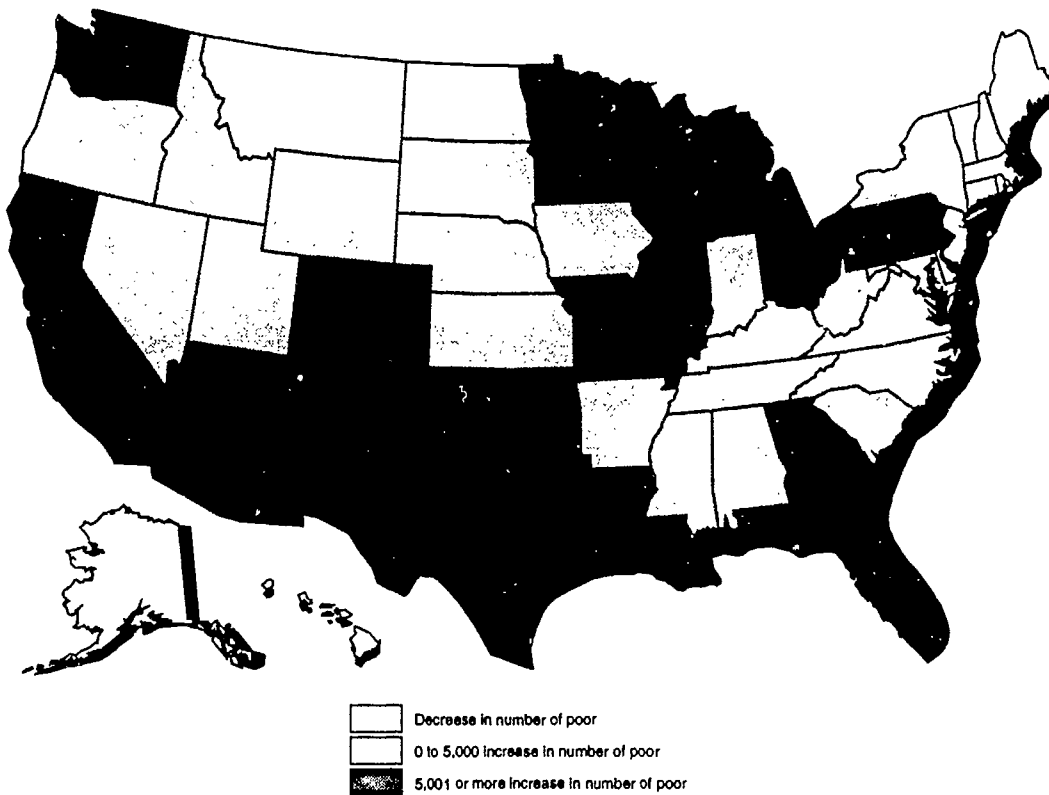 Decrease in number of poor
0 to 5,000 increase in number of poor
5,001 or more increase in number of poor